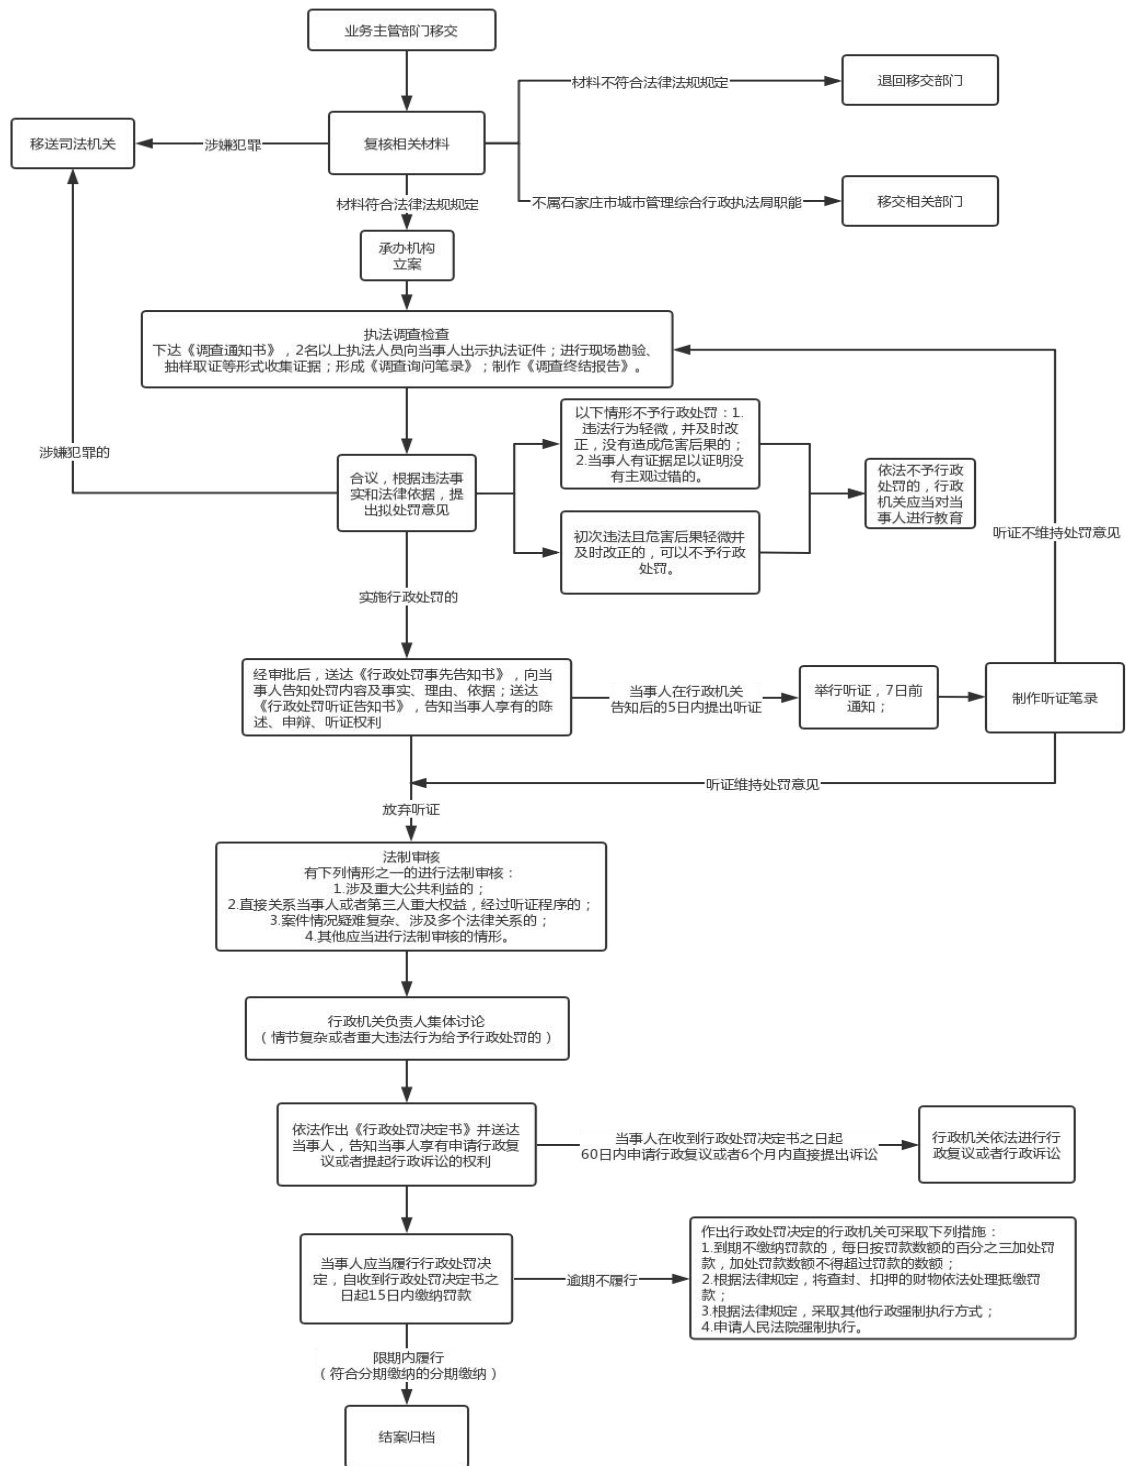 业务主管部门移交
材料不符合法律法规规定
退回移交部门
移送司法机关
涉嫌犯罪
复核相关材料
材料符合法律法规规定
不属石家庄市城市管理综合行政执法局职能
移交相关部门
承办机构
立案
执法调查检查
下达《调查通知书》，2名以上执法人员向当事人出示执法证件；进行现场勘验、
抽样取证等形式收集证据；形成《调查询问笔录》；制作《调查终结报告》。
涉嫌犯罪的
合议，根据违法事
实和法律依据，提
出拟处罚意见
以下情形不予行政处罚：1.
违法行为轻微，并及时改
正，没有造成危害后果的；
2.当事人有证据足以证明没
有主观过错的。
初次违法且危害后果轻微并
及时改正的，可以不予行政
处罚。
依法不予行政
处罚的，行政
机关应当对当
事人进行教育
听证不维持处罚意见
实施行政处罚的
经审批后，送达《行政处罚事先告知书》，向当
事人告知处罚内容及事实、理由、依据；送达
《行政处罚听证告知书》，告知当事人享有的陈
述、申辩、听证权利
当事人在行政机关
告知后的5日内提出听证
举行听证，7日前
通知；
制作听证笔录
听证维持处罚意见
放弃听证
法制审核
有下列情形之一的进行法制审核：
1.涉及重大公共利益的；
2.直接关系当事人或者第三人重大权益，经过听证程序的；
3.案件情况疑难复杂、涉及多个法律关系的；
4.其他应当进行法制审核的情形。
行政机关负责人集体讨论
（情节复杂或者重大违法行为给予行政处罚的）
依法作出《行政处罚决定书》并送达
当事人，告知当事人享有申请行政复
议或者提起行政诉讼的权利
当事人在收到行政处罚决定书之日起
60日内申请行政复议或者6个月内直接提出诉讼
行政机关依法进行行
政复议或者行政诉讼
当事人应当履行行政处罚决
定，自收到行政处罚决定书之
日起15日内缴纳罚款
逾期不履行
作出行政处罚决定的行政机关可采取下列措施：
1.到期不缴纳罚款的，每日按罚款数额的百分之三加处罚
款，加处罚款数额不得超过罚款的数额；
2.根据法律规定，将查封、扣押的财物依法处理抵缴罚
款；
3.根据法律规定，采取其他行政强制执行方式；
4.申请人民法院强制执行。
限期内履行
（符合分期缴纳的分期缴纳）
结案归档